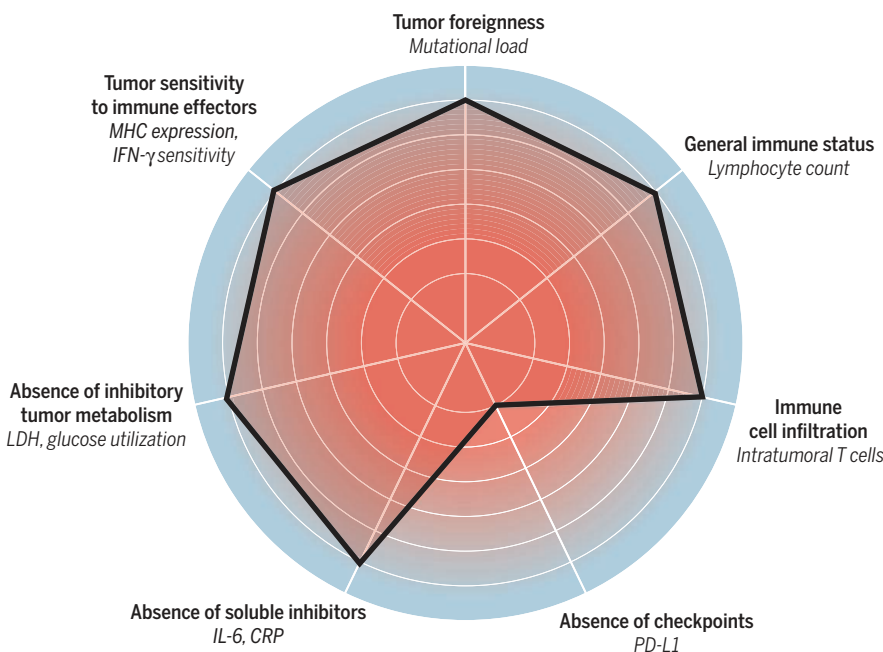 Tumor foreignness
Mutational load
Tumor sensitivity
to immune effectors
MHC expression,
IFN-γ sensitivity
General immune status
Lymphocyte count
Absence of inhibitory
tumor metabolism
LDH, glucose utilization
Immune
cell infiltration
Intratumoral T cells
Absence of soluble inhibitors
IL-6, CRP
Absence of checkpoints
PD-L1